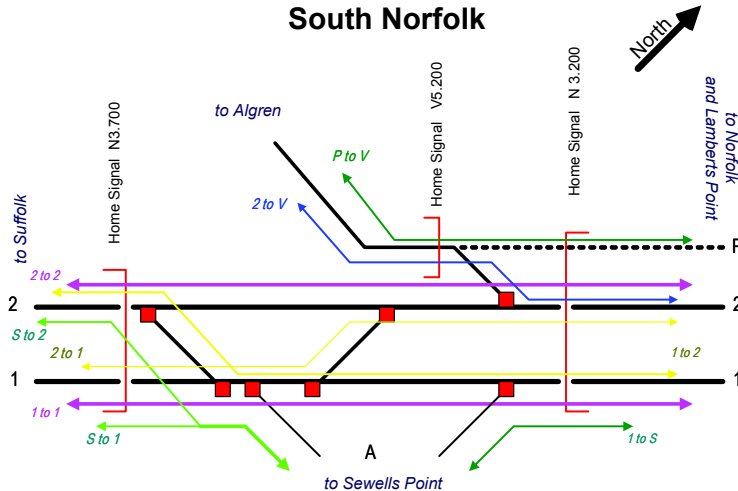 South Norfolk
North
to Algren
Home Signal V5.200
Home Signal N 3.200
to Norfolk
and Lamberts Point
Home Signal N3.700
P to V
to Suffolk
2 to V
P
2 to 2
2
2
S to 2
2 to 1
1 to 2
1
1
1 to 1
S to 1
A
1 to S
to Sewells Point